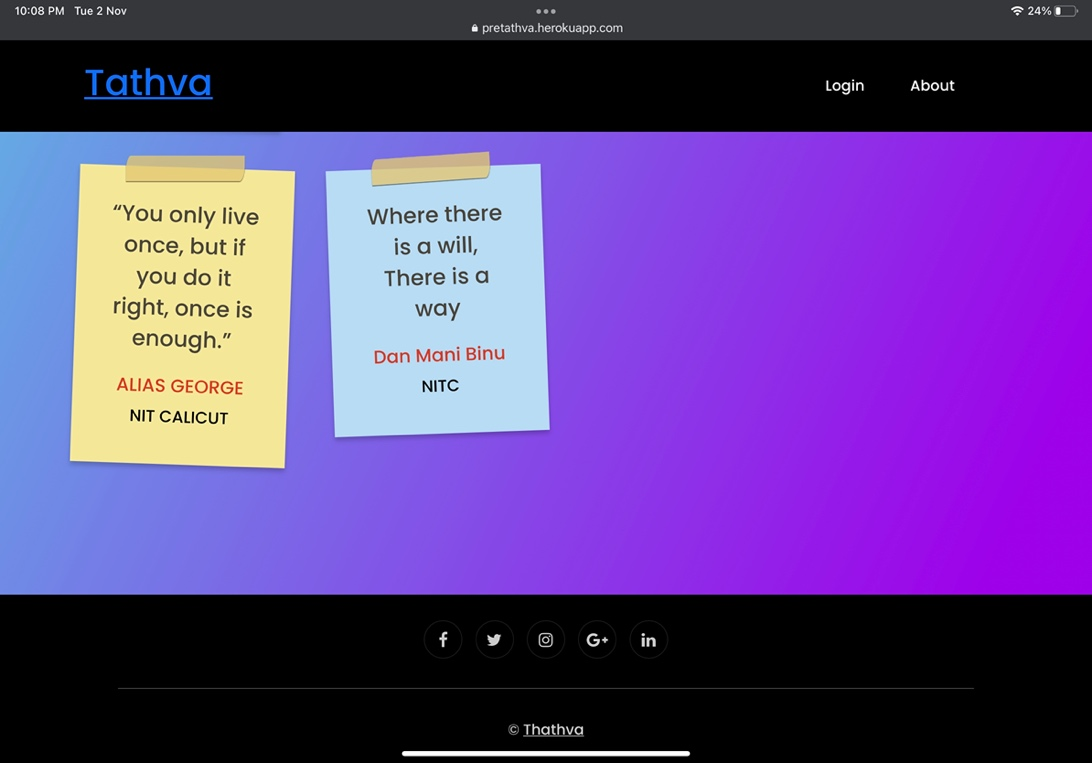 10:08 PM Tue 2 Nov
24%
pretathva.herokuapp.com
Tathva
Login
About
“You only live
once, but if
you do it
right, once is
enough.”
ALIAS GEORGE
NIT CALICUT
Where there
is a will,
There is a
way
Dan Mani Binu
NITC
© Thathva